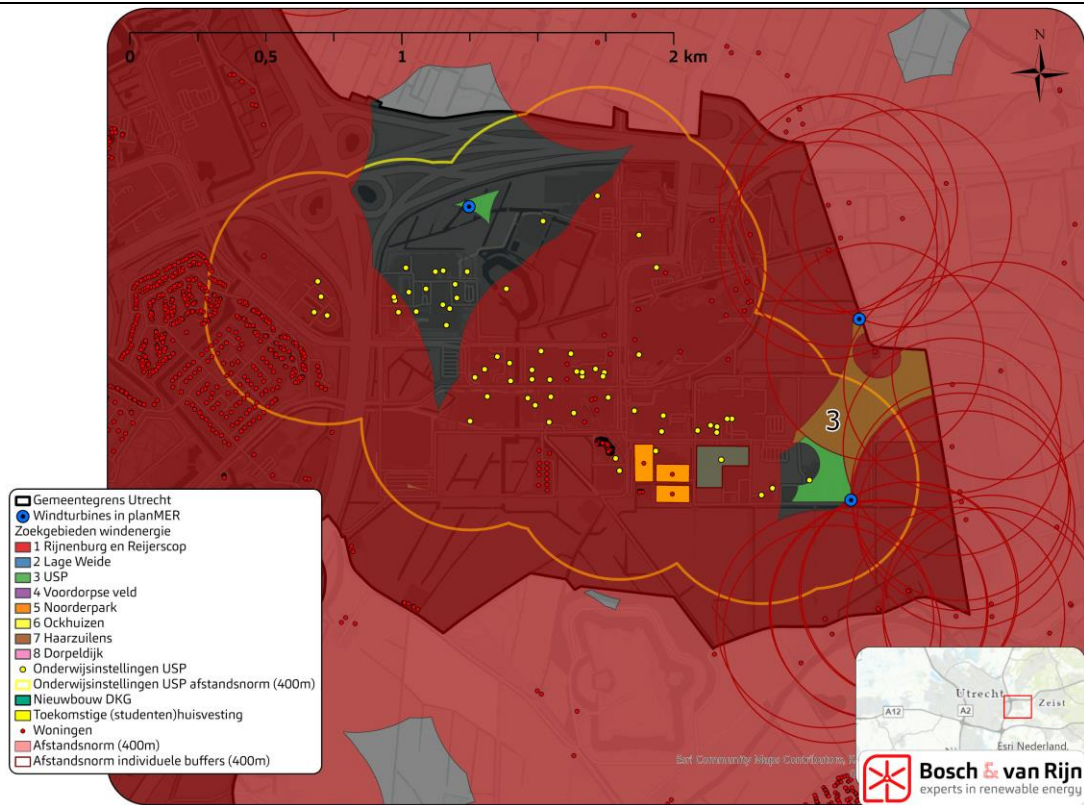 0
0,5
1
2 km
N
3
Gemeentegrens Utrecht
Windturbines in planMER
Zoekgebieden windenergie
1 Rijnenburg en Reijerscop
2 Lage Weide
3 USP
4 Voordorpse veld
5 Noorderpark
6 Ockhuizen
7 Haarzuilens
8 Dorpeldijk
Onderwijsinstellingen USP
Onderwijsinstellingen USP afstandsnorm (400m)
Nieuwbouw DKG
Toekomstige (studenten)huisvesting
Woningen
Afstandsnorm (400m)
Afstandsnorm individuele buffers (400m)
Utrecht
Zeist
A12
A2
Esri Nederland,
Esri Community Maps Contributors,
Bosch & van Rijn
experts in renewable energy